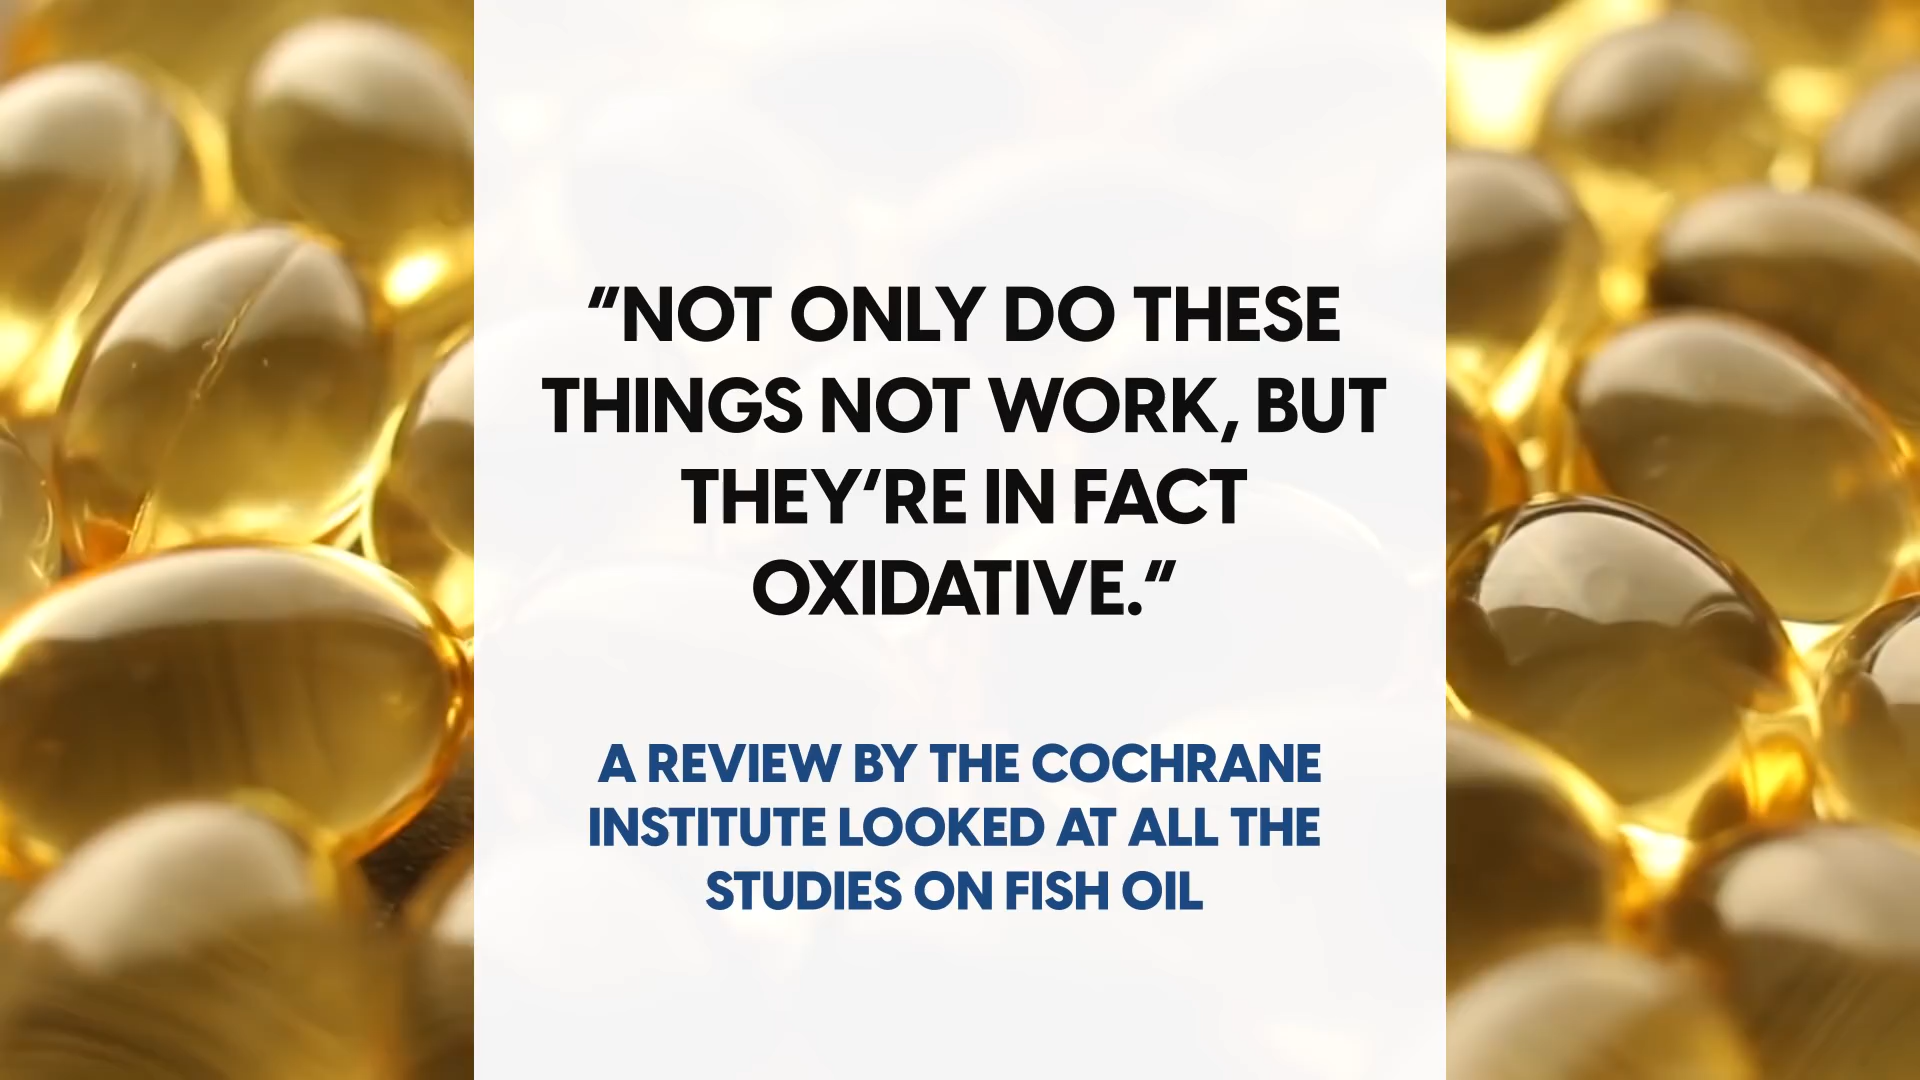 "NOT ONLY DO THESE
THINGS NOT WORK, BUT
THEY'RE IN FACT
OXIDATIVE."
A REVIEW BY THE COCHRANE
INSTITUTE LOOKED AT ALL THE
STUDIES ON FISH OIL